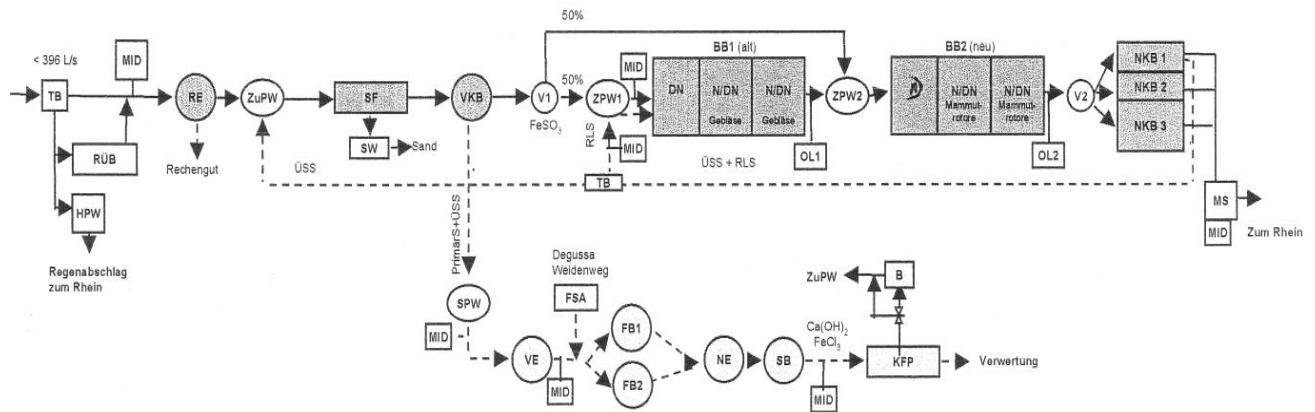 50%
BB1 (alt)
BB2 (neu)
< 396 L/s
MID
TB
RE
ZuPW
SF
VKB
V1
50%
FeSO3
ZPW1
MID
RLS
MID
DN
N/DN
Gebläse
N/DN
Gebläse
OL1
ZPW2
N/DN
Mammut-
rotore
N/DN
Mammut-
rotore
OL2
V2
NKB 1
NKB 2
NKB 3
RÜB
Rechengut
SW
Sand
ÜSS
TB
ÜSS + RLS
HPW
Regenabschlag
zum Rhein
MS
MID
Zum Rhein
PrimärS+ÜSS
SPW
MID
VE
MID
Degussa
Weidenweg
FSA
FB1
FB2
NE
SB
Ca(OH)2
FeCl3
MID
ZuPW
B
KFP
Verwertung